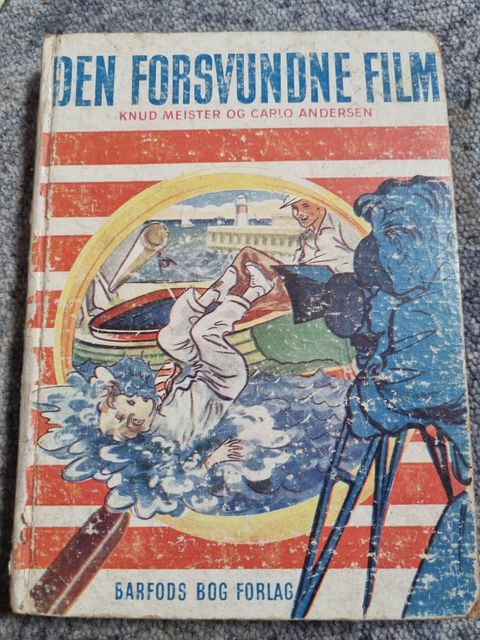 DEN FORSVUNDNE FILM
KNUD MEISTER OG CARLO ANDERSEN
BARFODS BOG FORLAG